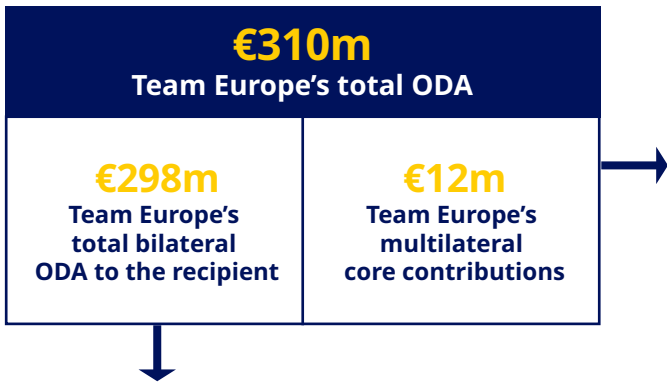 €310m
Team Europe’s total ODA
€298m
Team Europe’s
total bilateral
ODA to the recipient
€12m
Team Europe’s
multilateral
core contributions